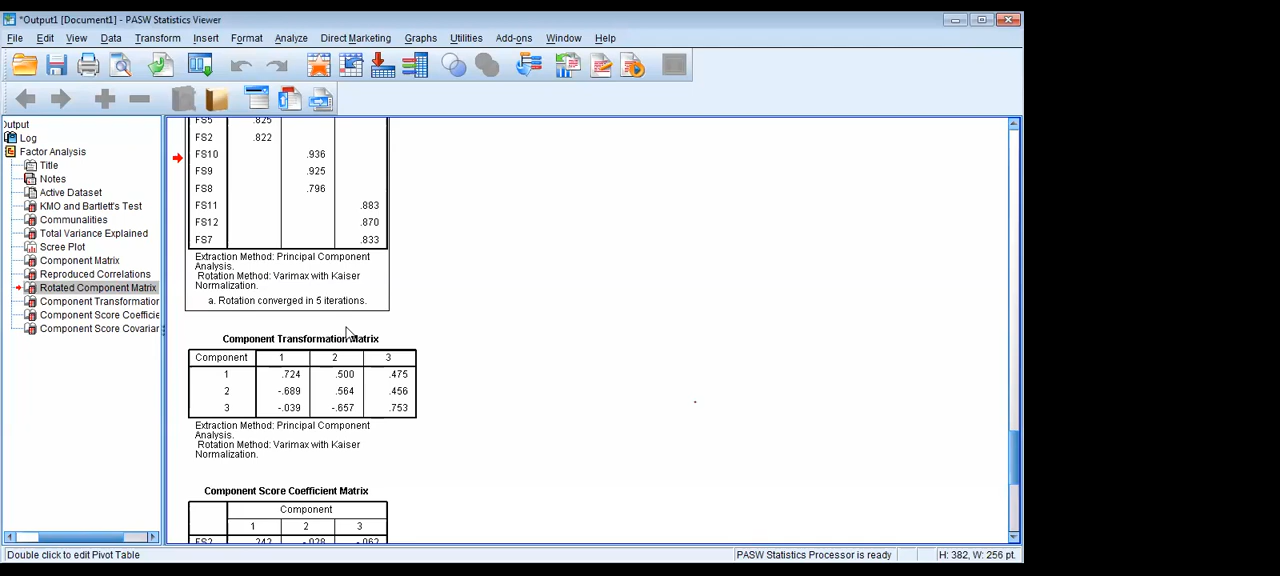 *Output1 [Document1] - PASW Statistics Viewer
File Edit View Data Transform Insert Format Analyze Direct Marketing Graphs Utilities Add-ons Window Help
Output
Log
Factor Analysis
Title
Notes
Active Dataset
KMO and Bartlett's Test
Communalities
Total Variance Explained
Scree Plot
Component Matrix
Reproduced Correlations
Rotated Component Matrix
Component Transformation
Component Score Coefficie
Component Score Covarian
FS5 .825
FS2 .822
FS10 .936
FS9 .925
FS8 .796
FS11 .883
FS12 .870
FS7 .833
Extraction Method: Principal Component
Analysis.
Rotation Method: Varimax with Kaiser
Normalization.
a. Rotation converged in 5 iterations.
Component Transformation Matrix
Component 1 2 3
1 .724 .500 .475
2 -.689 .564 .456
3 -.039 -.657 .753
Extraction Method: Principal Component
Analysis.
Rotation Method: Varimax with Kaiser
Normalization.
Component Score Coefficient Matrix
Component
1 2 3
FS2 .242 -.028 -.062
Double click to edit Pivot Table
PASW Statistics Processor is ready
H: 382, W: 256 pt.